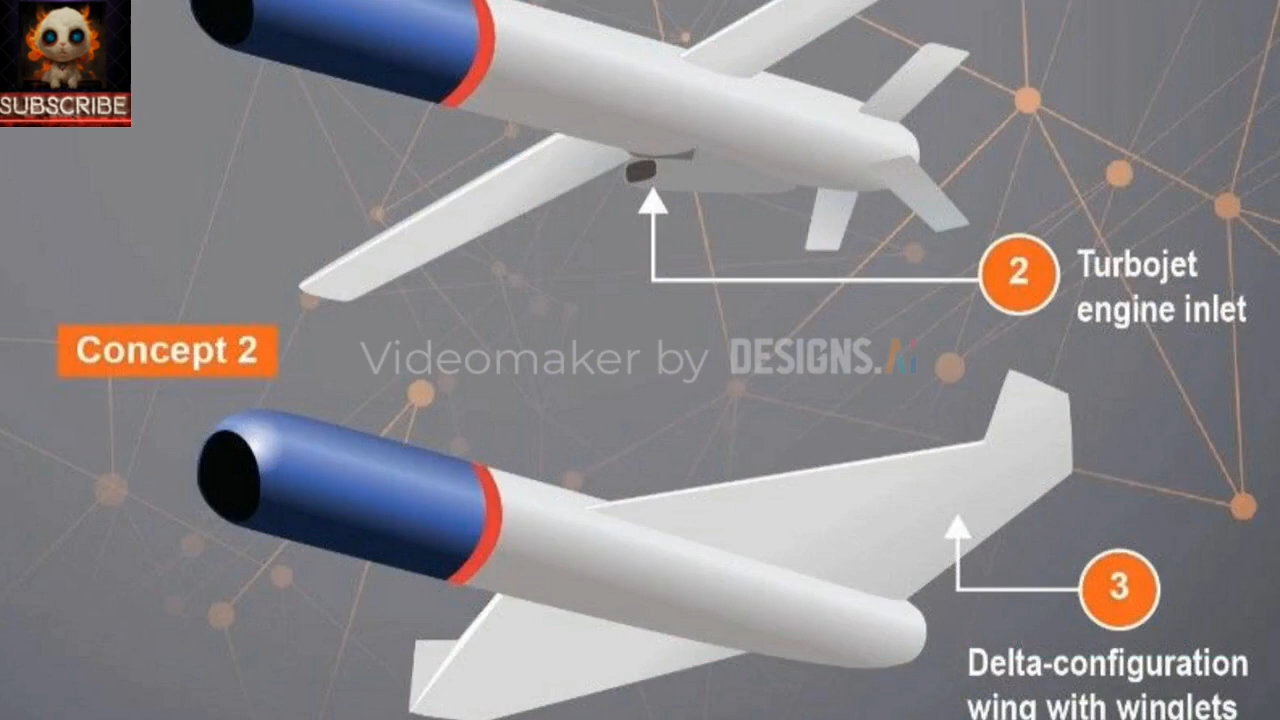 SUBSCRIBE
2
Turbojet
engine inlet
Concept 2
Videomaker by DESIGNS.AI
3
Delta-configuration
wing with winglets